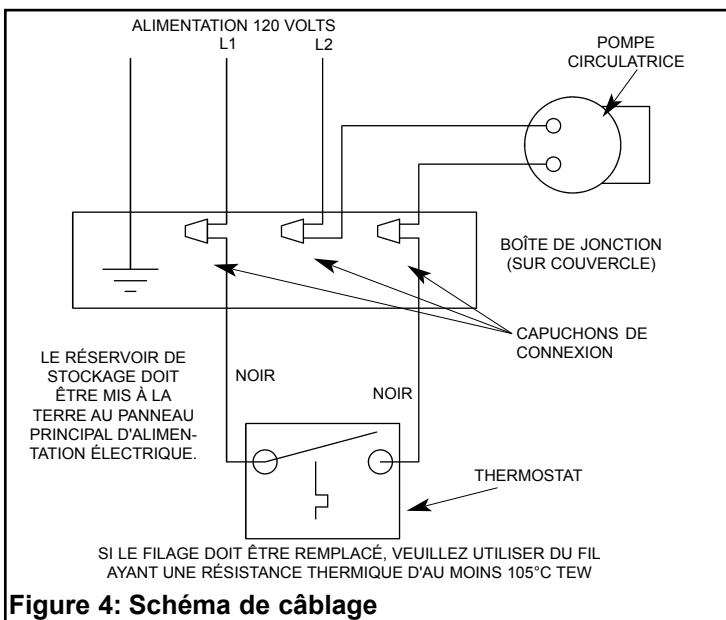 ALIMENTATION 120 VOLTS
L1 L2
POMPE
CIRCULATRICE
BOÎTE DE JONCTION
(SUR COUVERCLE)
CAPUCHONS DE
CONNEXION
LE RÉSERVOIR DE
STOCKAGE DOIT
ÊTRE MIS À LA
TERRE AU PANNEAU
PRINCIPAL D'ALIMEN-
TATION ÉLECTRIQUE.
NOIR
NOIR
THERMOSTAT
SI LE FILAGE DOIT ÊTRE REMPLACÉ, VEUILLEZ UTILISER DU FIL
AYANT UNE RÉSISTANCE THERMIQUE D'AU MOINS 105°C TEW
Figure 4: Schéma de câblage